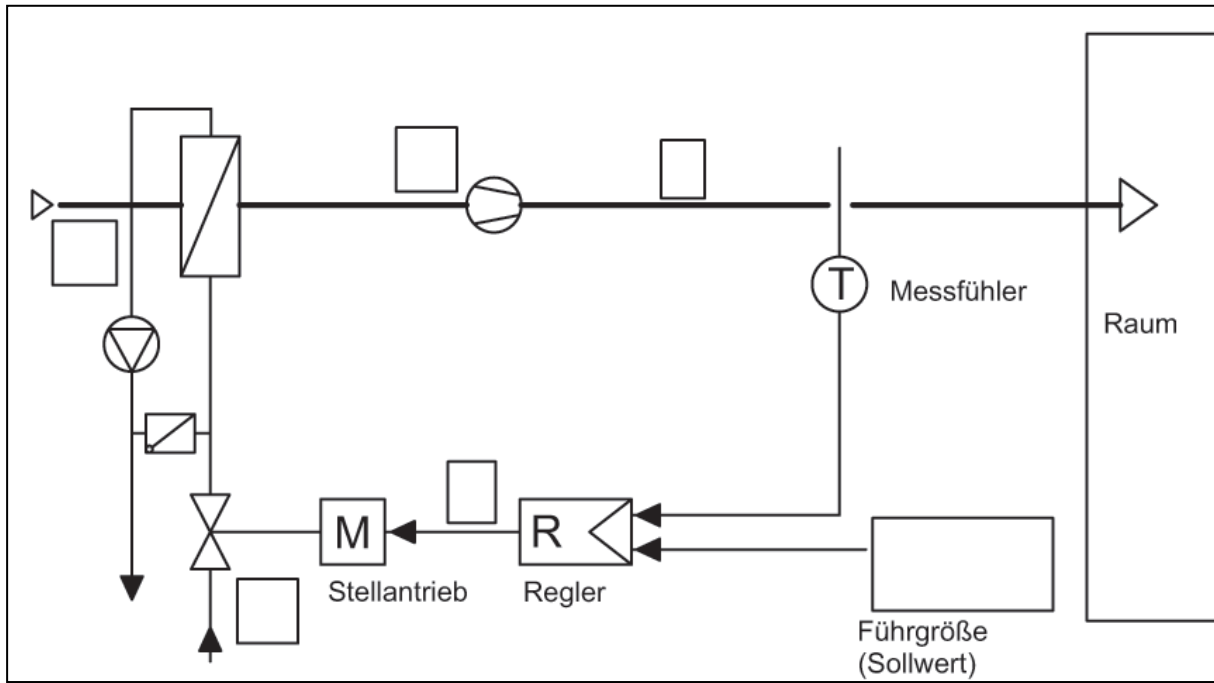 T
Messfühler
Raum
M
R
Stellantrieb
Regler
Führgröße
(Sollwert)